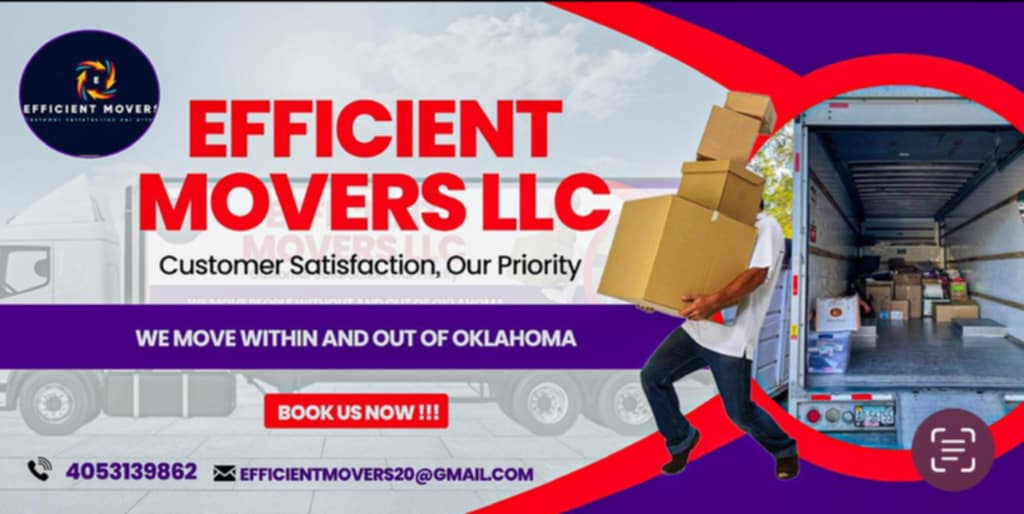 EFFICIENT MOVERS
EFFICIENT
MOVERS LLC
Customer Satisfaction, Our Priority
WE MOVE WITHIN AND OUT OF OKLAHOMA
BOOK US NOW !!!
4053139862 EFFICIENTMOVERS20@GMAIL.COM